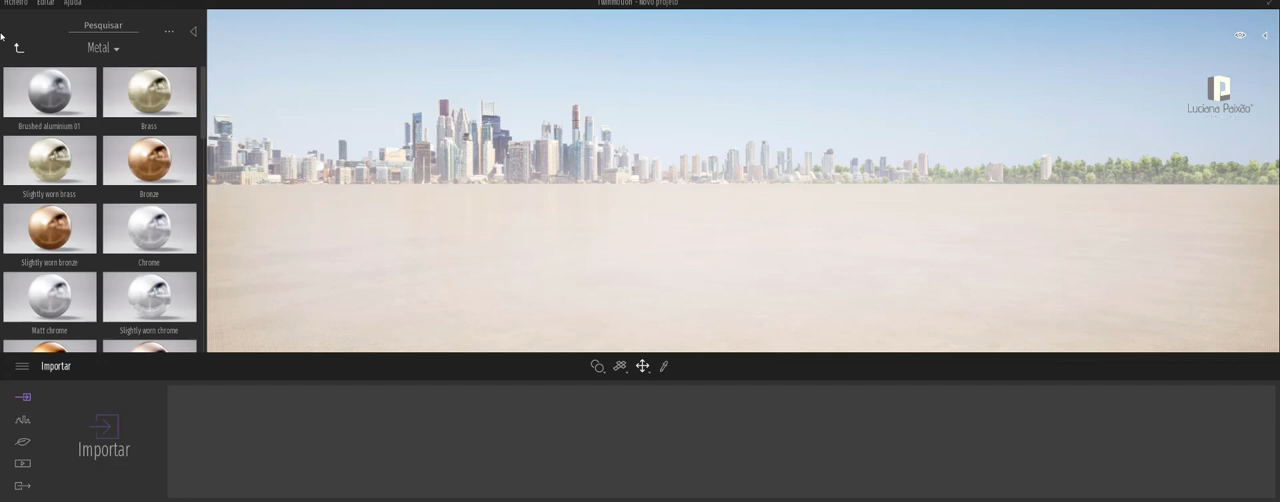 Ficheiro Editar Ajuda
Twinmotion - Novo projeto
Pesquisar
...
Metal
Brushed aluminium 01
Brass
Slightly worn brass
Bronze
Slightly worn bronze
Chrome
Matt chrome
Slightly worn chrome
Luciana Paixão
Importar
Importar